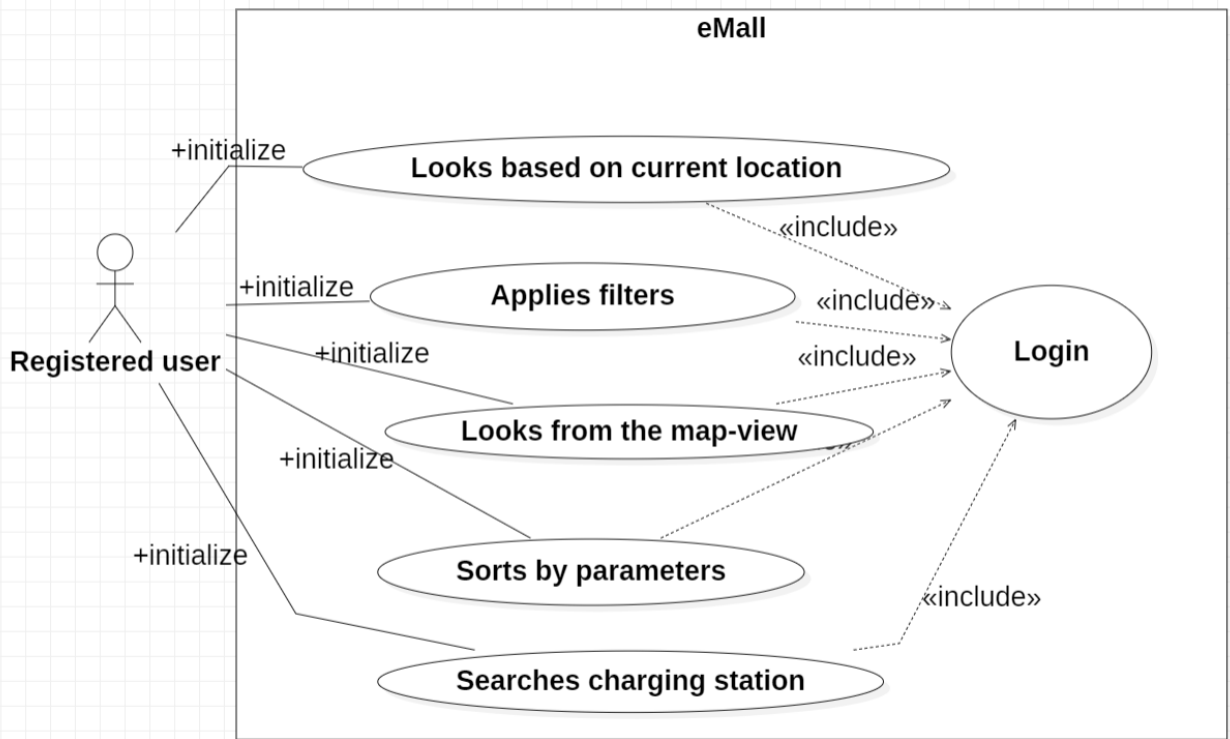 eMall
+initialize
Looks based on current location
«include»
+initialize
Applies filters
«include»
+initialize
«include»
Login
Registered user
Looks from the map-view
+initialize
+initialize
Sorts by parameters
«include»
Searches charging station